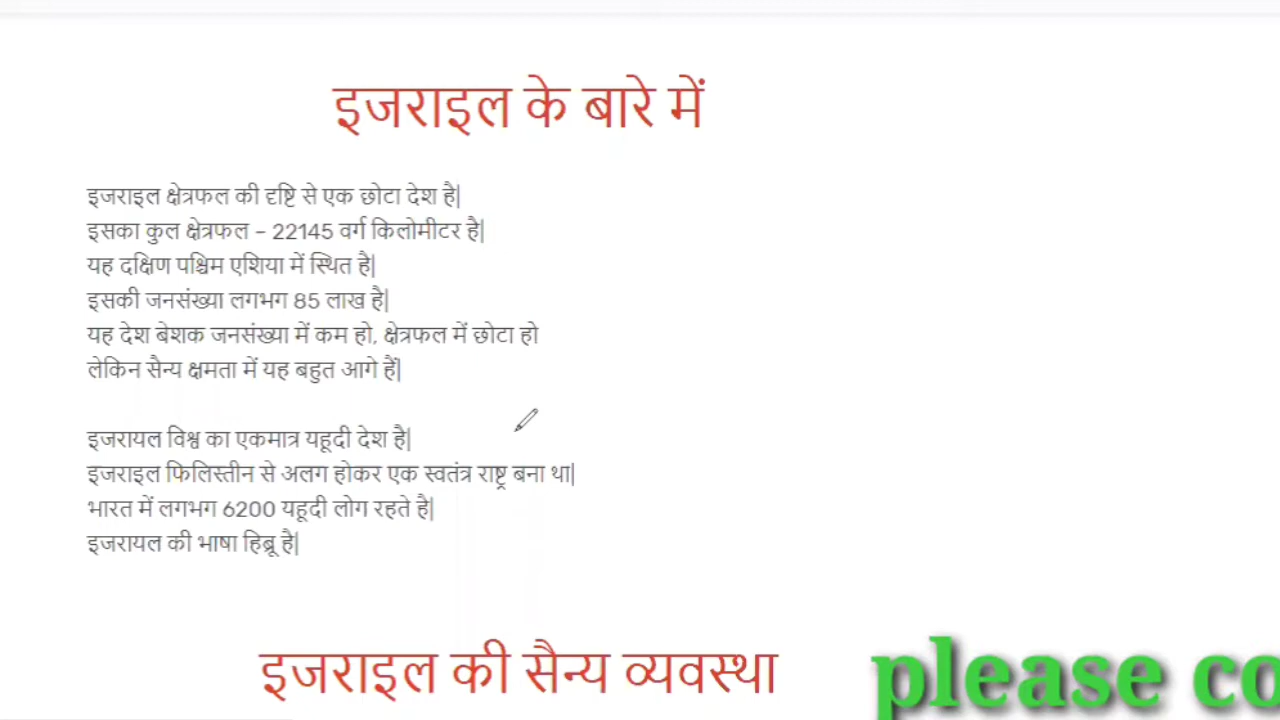 इजराइल के बारे में
इजराइल क्षेत्रफल की दृष्टि से एक छोटा देश है|
इसका कुल क्षेत्रफल – 22145 वर्ग किलोमीटर है|
यह दक्षिण पश्चिम एशिया में स्थित है|
इसकी जनसंख्या लगभग 85 लाख है|
यह देश बेशक जनसंख्या में कम हो, क्षेत्रफल में छोटा हो
लेकिन सैन्य क्षमता में यह बहुत आगे हैं|
इजरायल विश्व का एकमात्र यहूदी देश है|
इजराइल फिलिस्तीन से अलग होकर एक स्वतंत्र राष्ट्र बना था|
भारत में लगभग 6200 यहूदी लोग रहते है|
इजरायल की भाषा हिब्रू है|
इजराइल की सैन्य व्यवस्था
please co